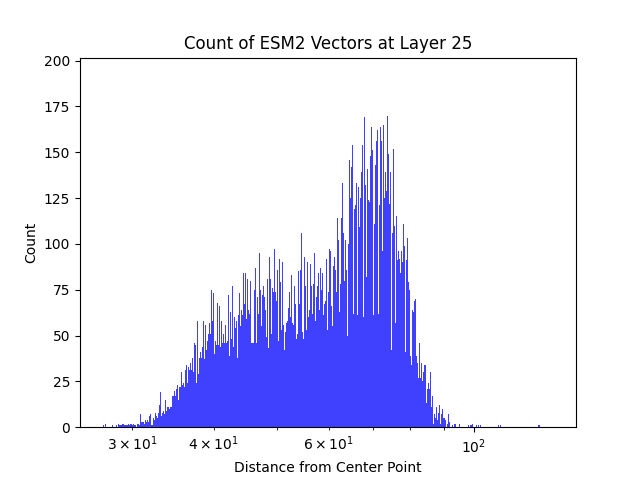 Count of ESM2 Vectors at Layer 25
200
175
150
125
100
75
50
25
0
Count
3 × 10¹ 4 × 10¹ 6 × 10¹ 10²
Distance from Center Point